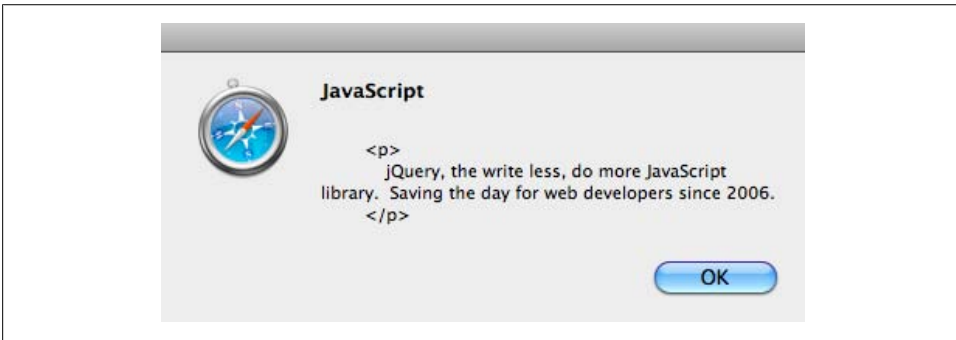 JavaScript
<p>
jQuery, the write less, do more JavaScript
library.  Saving the day for web developers since 2006.
</p>
OK